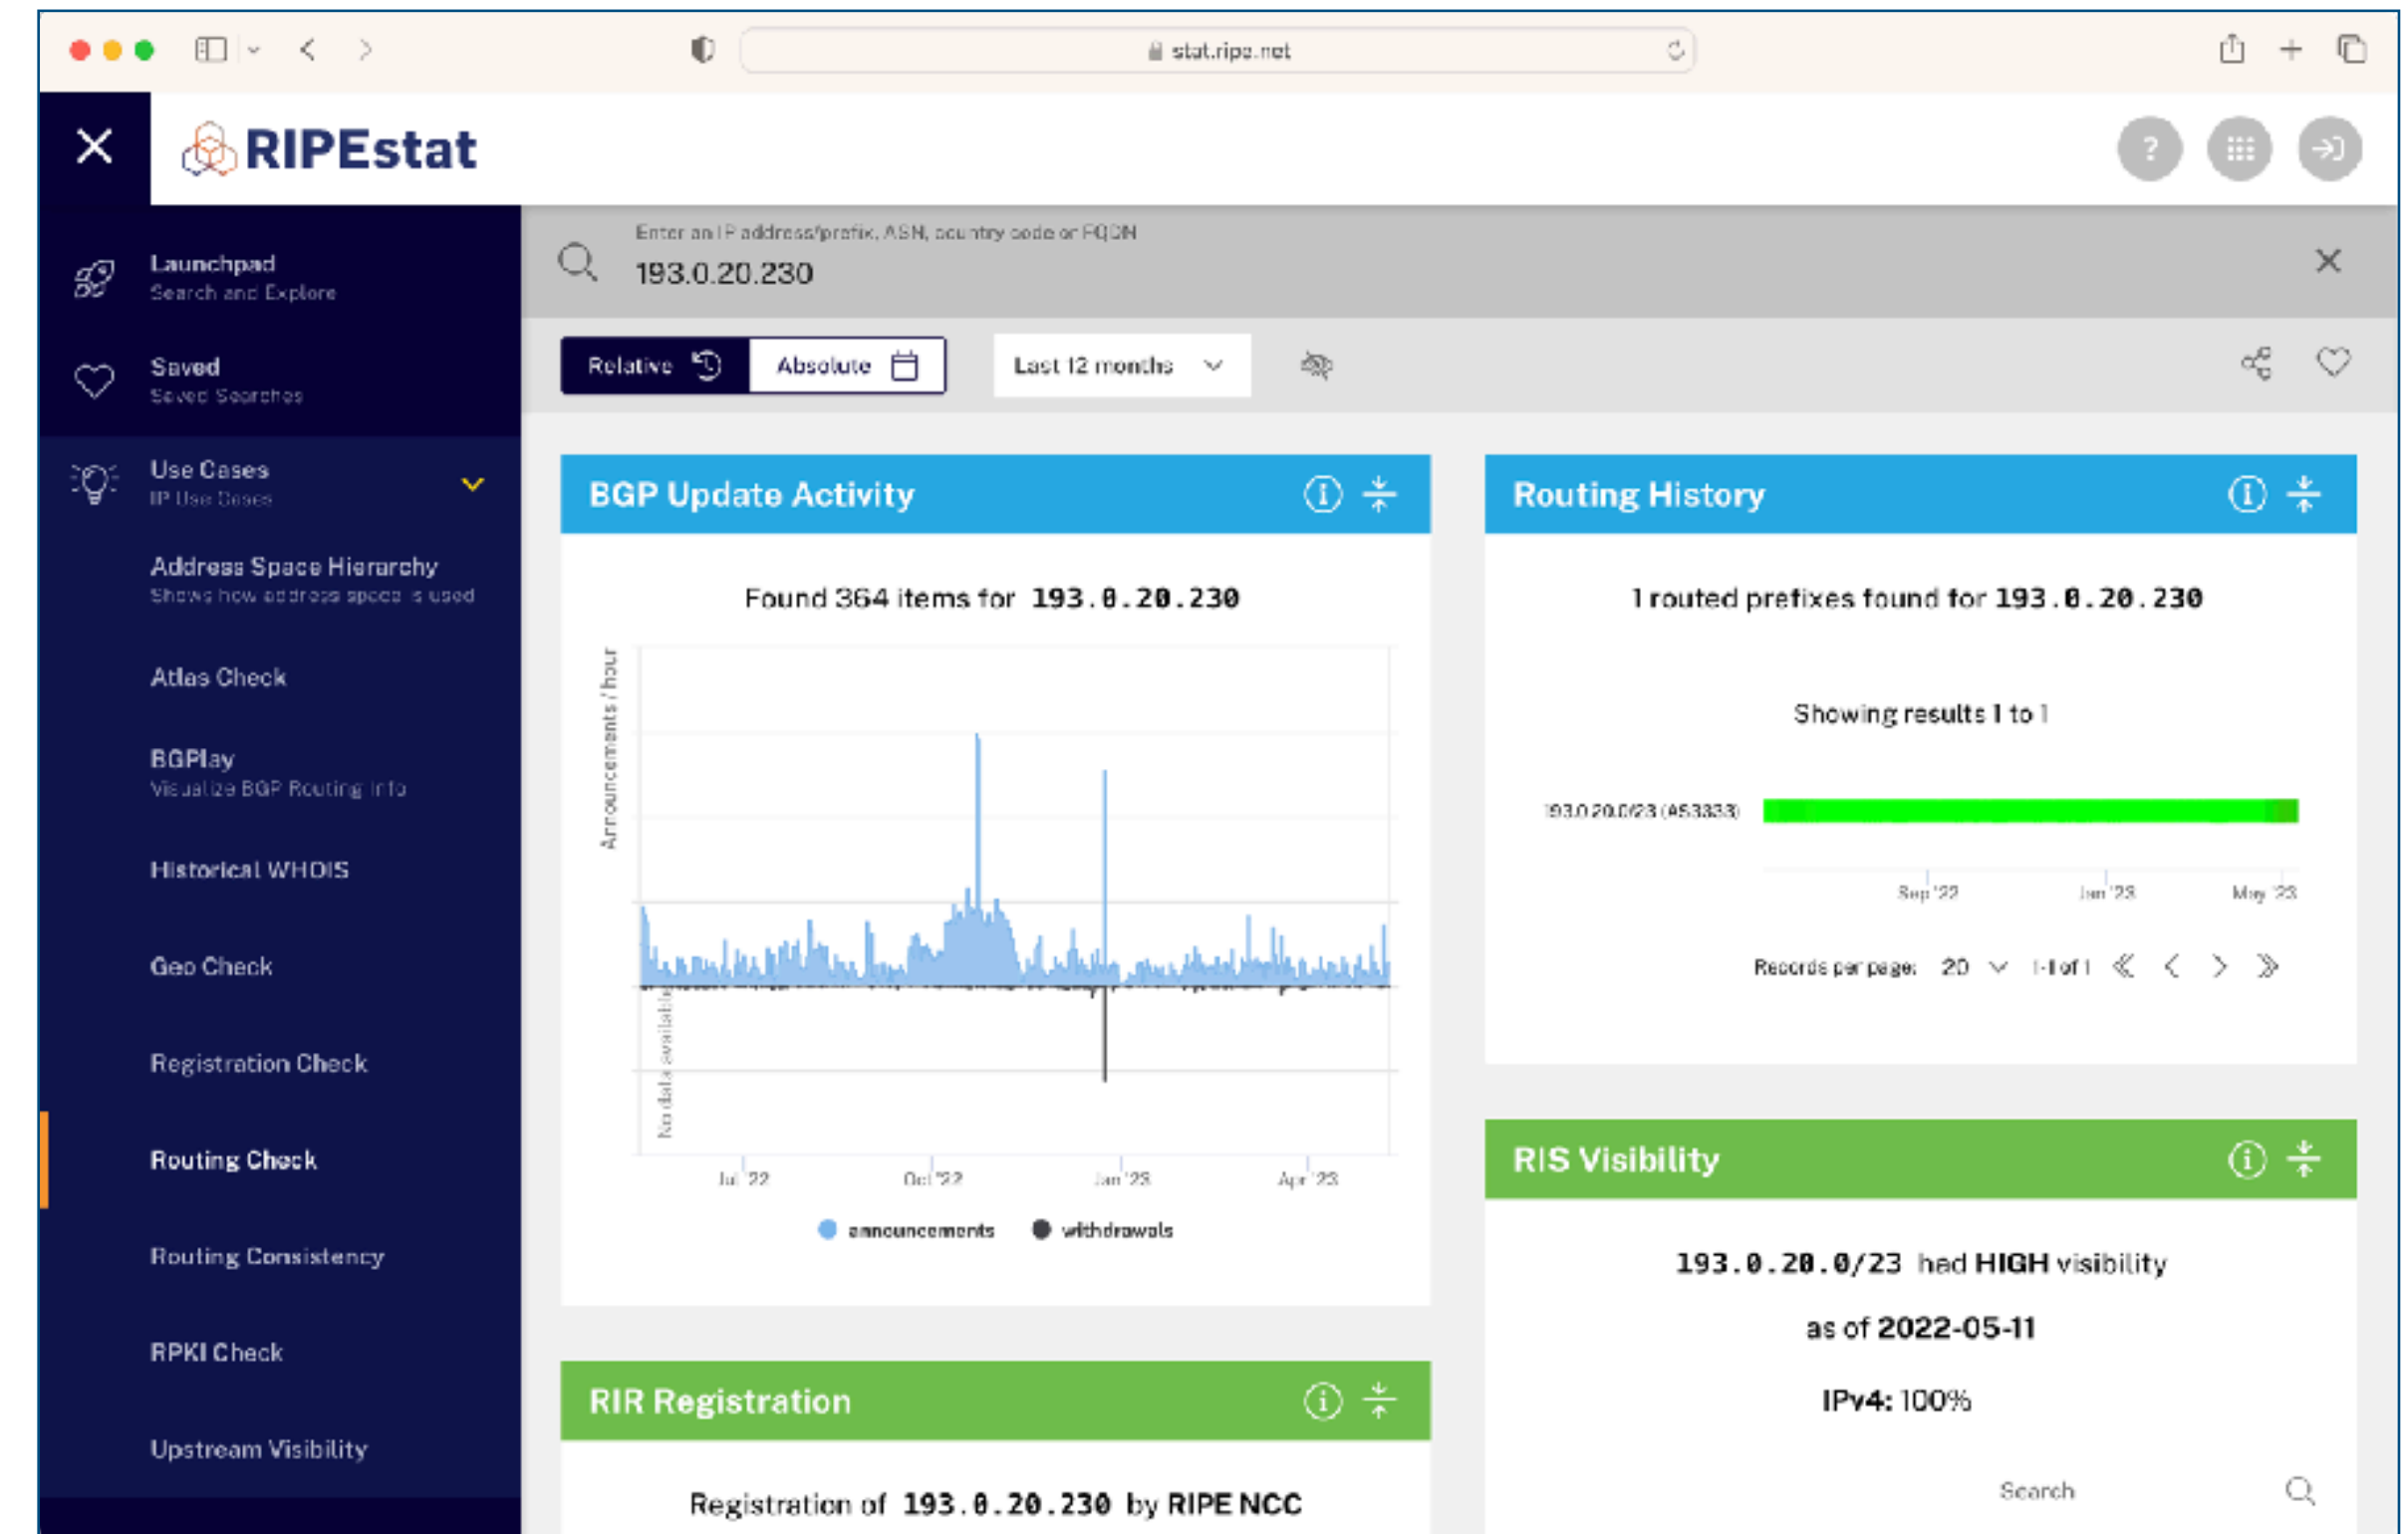 stat.ripe.net
RIPEstat
?
Launchpad
Search and Explore
Saved
Saved Searches
Use Cases
IP Use Cases
Address Space Hierarchy
Shows how address space is used
Atlas Check
BGPlay
Visualize BGP Routing Info
Historical WHOIS
Geo Check
Registration Check
Routing Check
Routing Consistency
RPKI Check
Upstream Visibility
Enter an IP address/prefix, ASN, country code or FQDN
193.0.20.230
Relative
Absolute
Last 12 months
BGP Update Activity
Found 364 items for 193.0.20.230
Announcements / hour
No data available
Jul '22 Oct '22 Jan '23 Apr '23
announcements withdrawals
RIR Registration
Registration of 193.0.20.230 by RIPE NCC
Routing History
1 routed prefixes found for 193.0.20.230
Showing results 1 to 1
193.0.20.0/23 (AS3333)
Sep '22 Jan '23 May '23
Records per page: 20 1-1 of 1
RIS Visibility
193.0.20.0/23 had HIGH visibility
as of 2022-05-11
IPv4: 100%
Search